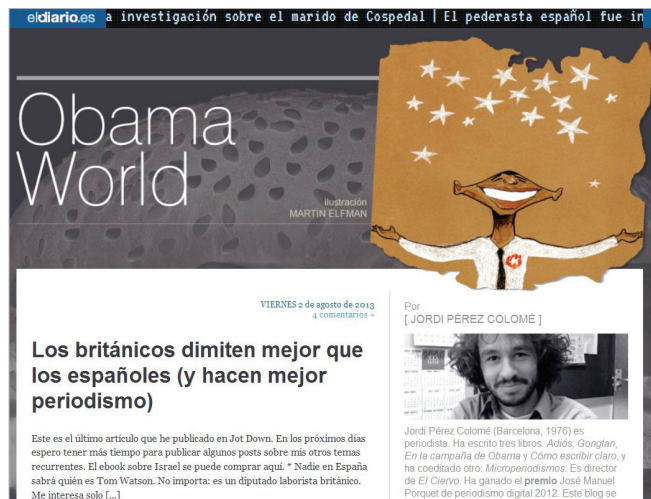 eldiario.es a investigación sobre el marido de Cospedal | El pederasta español fue in
Obama
World
ilustración
MARTÍN ELFMAN
VIERNES 2 de agosto de 2013
4 comentarios »
Los británicos dimiten mejor que
los españoles (y hacen mejor
periodismo)
Este es el último artículo que he publicado en Jot Down. En los próximos días
espero tener más tiempo para publicar algunos posts sobre mis otros temas
recurrentes. El ebook sobre Israel se puede comprar aquí. * Nadie en España
sabrá quién es Tom Watson. No importa: es un diputado laborista británico.
Me interesa solo [...]
Por
[ JORDI PÉREZ COLOMÉ ]
Jordi Pérez Colomé (Barcelona, 1976) es
periodista. Ha escrito tres libros: Adiós, Gongtan,
En la campaña de Obama y Cómo escribir claro, y
ha coeditado otro: Microperiodismos. Es director
de El Ciervo. Ha ganado el premio José Manuel
Porquet de periodismo digital 2012. Este blog se